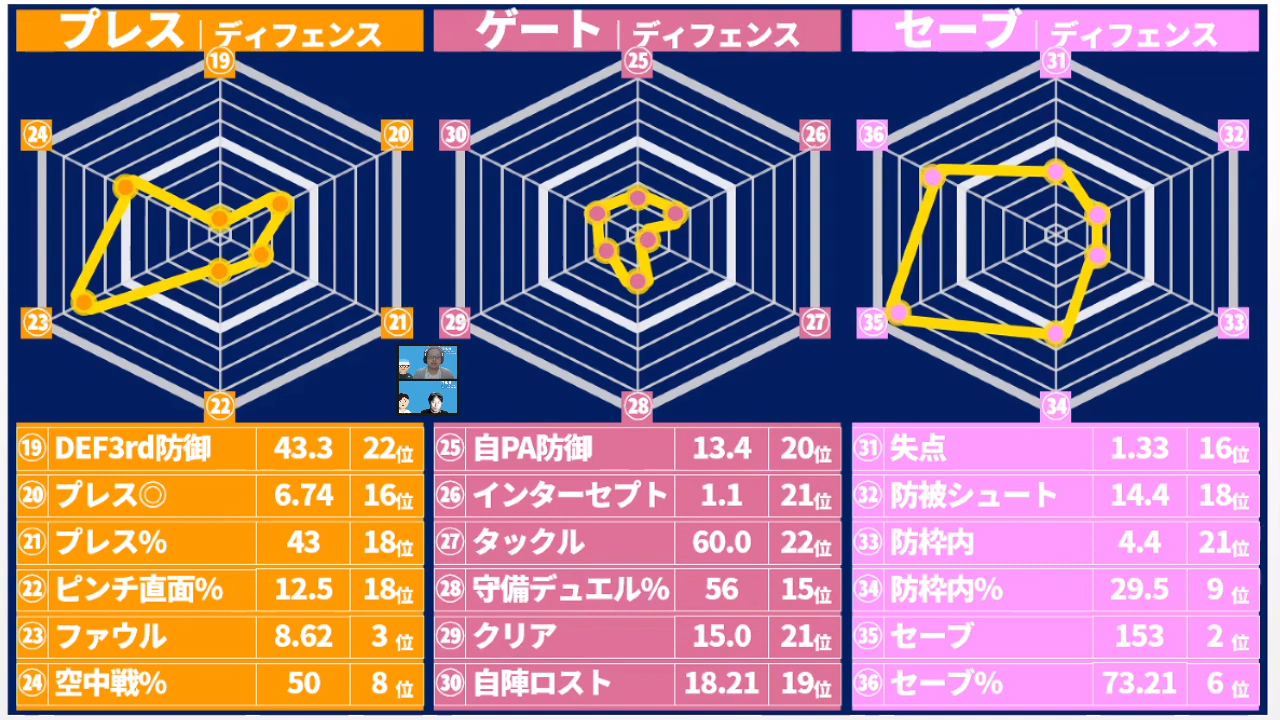 プレス｜ディフェンス
⑲
⑳
㉑
㉒
㉓
㉔
⑲ DEF3rd防御 43.3 22位
⑳ プレス◎ 6.74 16位
㉑ プレス% 43 18位
㉒ ピンチ直面% 12.5 18位
㉓ ファウル 8.62 3 位
㉔ 空中戦% 50 8 位
ゲート｜ディフェンス
㉕
㉖
㉗
㉘
㉙
㉚
㉕ 自PA防御 13.4 20位
㉖ インターセプト 1.1 21位
㉗ タックル 60.0 22位
㉘ 守備デュエル% 56 15位
㉙ クリア 15.0 21位
㉚ 自陣ロスト 18.21 19位
セーブ｜ディフェンス
㉛
㉜
㉝
㉞
㉟
㊱
㉛ 失点 1.33 16位
㉜ 防被シュート 14.4 18位
㉝ 防枠内 4.4 21位
㉞ 防枠内% 29.5 9 位
㉟ セーブ 153 2 位
㊱ セーブ% 73.21 6 位